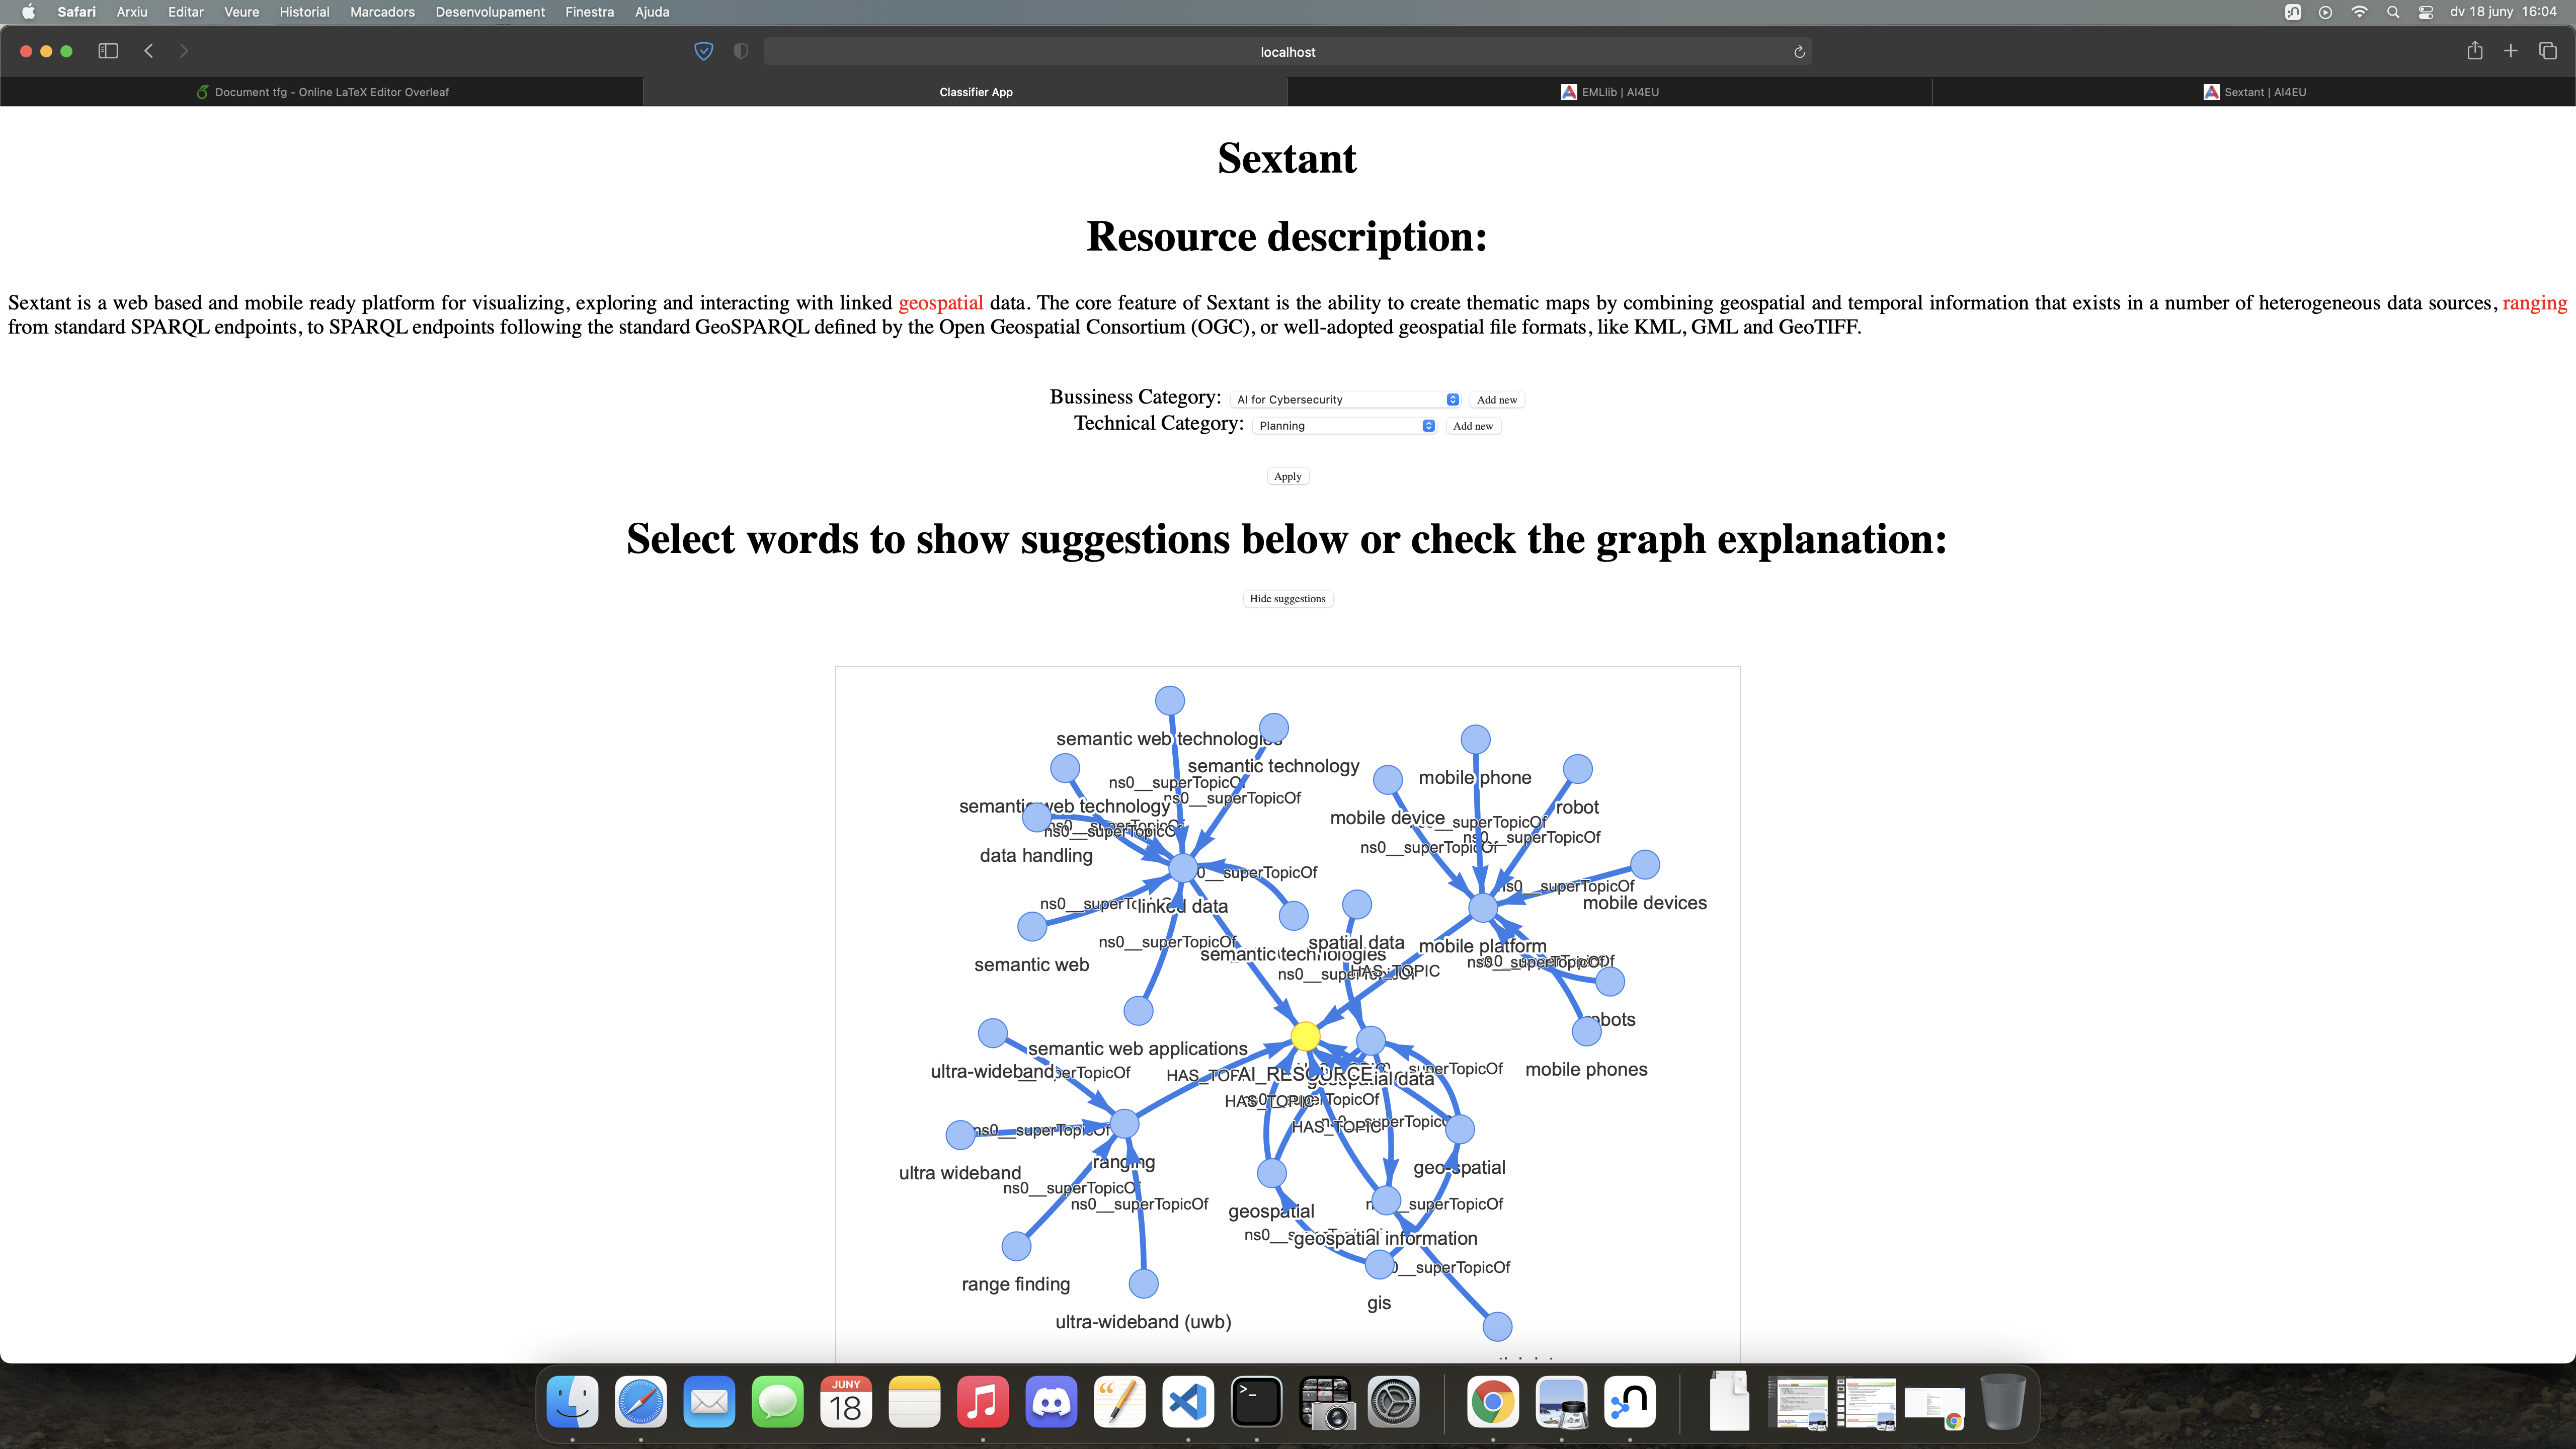 Safari Arxiu Editar Veure Historial Marcadors Desenvolupament Finestra Ajuda dv 18 juny 16:04
localhost
Document tfg - Online LaTeX Editor Overleaf
Classifier App
EMLlib | AI4EU
Sextant | AI4EU
Sextant
Resource description:
Sextant is a web based and mobile ready platform for visualizing, exploring and interacting with linked geospatial data. The core feature of Sextant is the ability to create thematic maps by combining geospatial and temporal information that exists in a number of heterogeneous data sources, ranging
from standard SPARQL endpoints, to SPARQL endpoints following the standard GeoSPARQL defined by the Open Geospatial Consortium (OGC), or well-adopted geospatial file formats, like KML, GML and GeoTIFF.
Bussiness Category: AI for Cybersecurity Add new
Technical Category: Planning Add new
Apply
Select words to show suggestions below or check the graph explanation:
Hide suggestions
semantic web technologies
semantic technology
mobile phone
ns0__superTopicOf
ns0__superTopicOf
semantic web technology
robot
mobile device
ns0__superTopicOf
ns0__superTopicOf
ns0__superTopicOf
ns0__superTopicOf
ns0__superTopicOf
data handling
ns0__superTopicOf
ns0__superTopicOf
mobile devices
ns0__superTopicOf
linked data
ns0__superTopicOf
spatial data
mobile platform
semantic technologies
ns0__superTopicOf
semantic web
ns0__superTopicOf
HAS_TOPIC
robots
semantic web applications
ultra-wideband
ns0__superTopicOf
HAS_TOPIC
AI_RESOURCE
geospatial data
ns0__superTopicOf
mobile phones
HAS_TOPIC
ns0__superTopicOf
HAS_TOPIC
ns0__superTopicOf
ns0__superTopicOf
ranging
geo-spatial
ultra wideband
ns0__superTopicOf
ns0__superTopicOf
geospatial
ns0__superTopicOf
geospatial information
ns0__superTopicOf
range finding
gis
ultra-wideband (uwb)
JUNY
18